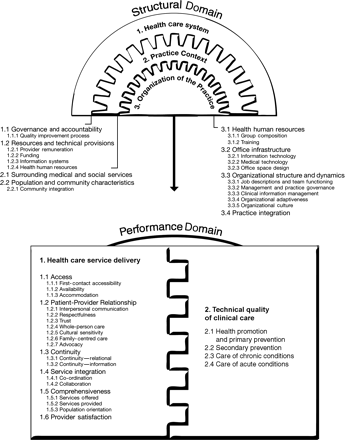 Structural Domain
1. Health care system
2. Practice Context
3. Organization of the Practice
1.1 Governance and accountability
1.1.1 Quality improvement process
1.2 Resources and technical provisions
1.2.1 Provider remuneration
1.2.2 Funding
1.2.3 Information systems
1.2.4 Health human resources
2.1 Surrounding medical and social services
2.2 Population and community characteristics
2.2.1 Community integration
3.1 Health human resources
3.1.1 Group composition
3.1.2 Training
3.2 Office infrastructure
3.2.1 Information technology
3.2.2 Medical technology
3.2.3 Office space design
3.3 Organizational structure and dynamics
3.3.1 Job descriptions and team functioning
3.3.2 Management and practice governance
3.3.3 Clinical information management
3.3.4 Organizational adaptiveness
3.3.5 Organizational culture
3.4 Practice integration
Performance Domain
1. Health care service delivery
1.1 Access
1.1.1 First-contact accessibility
1.1.2 Availability
1.1.3 Accommodation
1.2 Patient-Provider Relationship
1.2.1 Interpersonal communication
1.2.2 Respectfulness
1.2.3 Trust
1.2.4 Whole-person care
1.2.5 Cultural sensitivity
1.2.6 Family-centred care
1.2.7 Advocacy
1.3 Continuity
1.3.1 Continuity—relational
1.3.2 Continuity—information
1.4 Service integration
1.4.1 Co-ordination
1.4.2 Collaboration
1.5 Comprehensiveness
1.5.1 Services offered
1.5.2 Services provided
1.5.3 Population orientation
1.6 Provider satisfaction
2. Technical quality
of clinical care
2.1 Health promotion
and primary prevention
2.2 Secondary prevention
2.3 Care of chronic conditions
2.4 Care of acute conditions